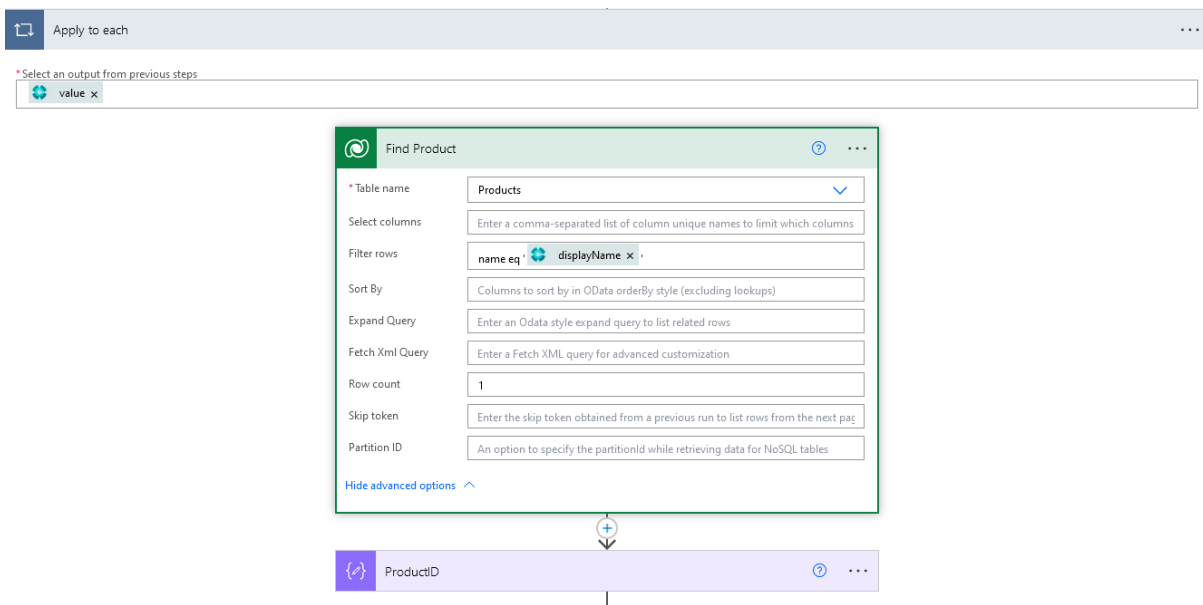 Apply to each
* Select an output from previous steps
value ×
Find Product
* Table name Products
Select columns Enter a comma-separated list of column unique names to limit which columns
Filter rows name eq ' displayName × '
Sort By Columns to sort by in OData orderBy style (excluding lookups)
Expand Query Enter an Odata style expand query to list related rows
Fetch Xml Query Enter a Fetch XML query for advanced customization
Row count 1
Skip token Enter the skip token obtained from a previous run to list rows from the next
Partition ID An option to specify the partitionId while retrieving data for NoSQL tables
Hide advanced options
ProductID